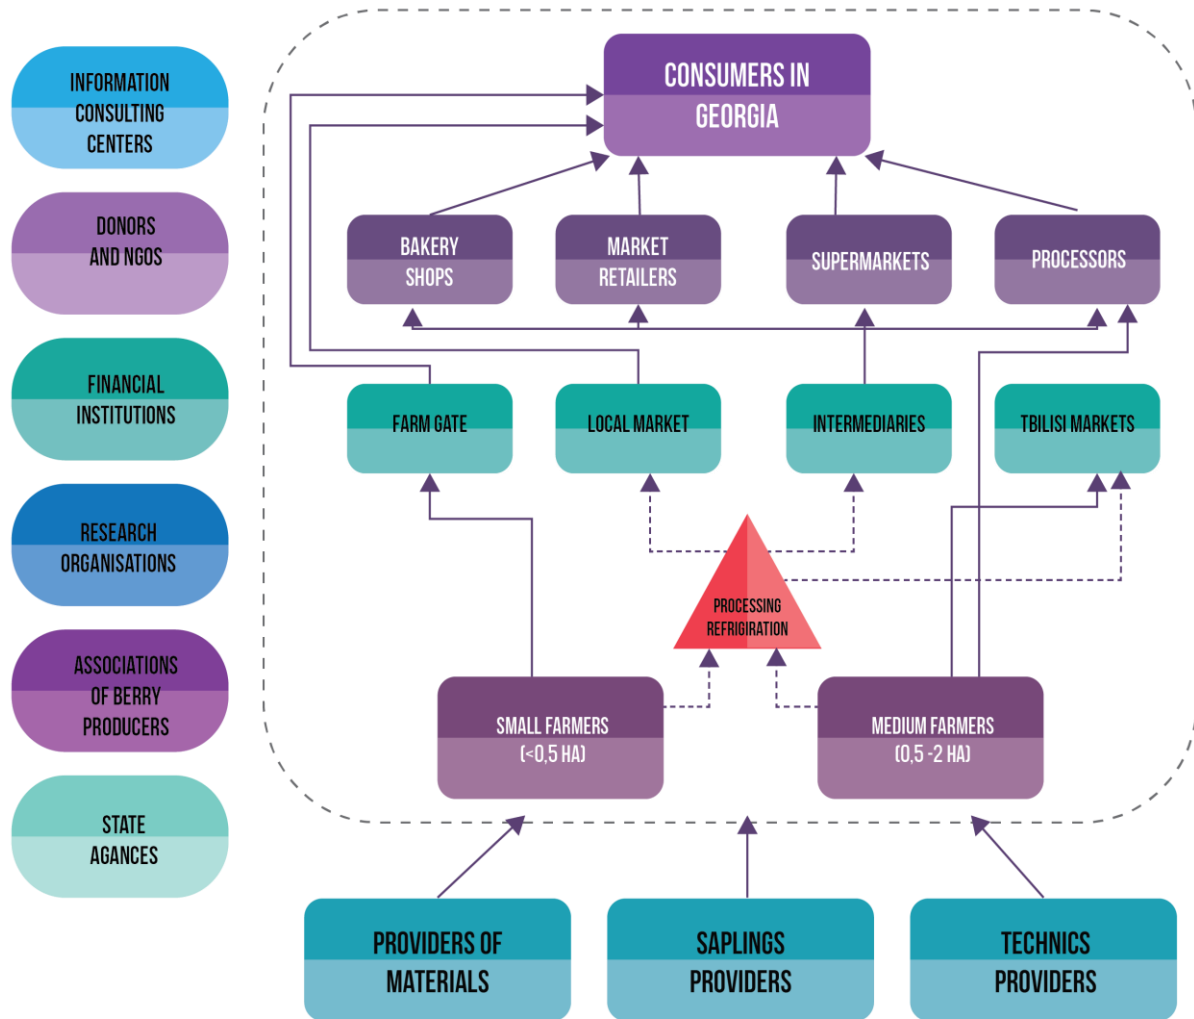 INFORMATION
CONSULTING
CENTERS
DONORS
AND NGOS
FINANCIAL
INSTITUTIONS
RESEARCH
ORGANISATIONS
ASSOCIATIONS
OF BERRY
PRODUCERS
STATE
AGANCES
CONSUMERS IN
GEORGIA
BAKERY
SHOPS
MARKET
RETAILERS
SUPERMARKETS
PROCESSORS
FARM GATE
LOCAL MARKET
INTERMEDIARIES
TBILISI MARKETS
PROCESSING
REFRIGIRATION
SMALL FARMERS
(<0,5 HA)
MEDIUM FARMERS
(0,5 -2 HA)
PROVIDERS OF
MATERIALS
SAPLINGS
PROVIDERS
TECHNICS
PROVIDERS